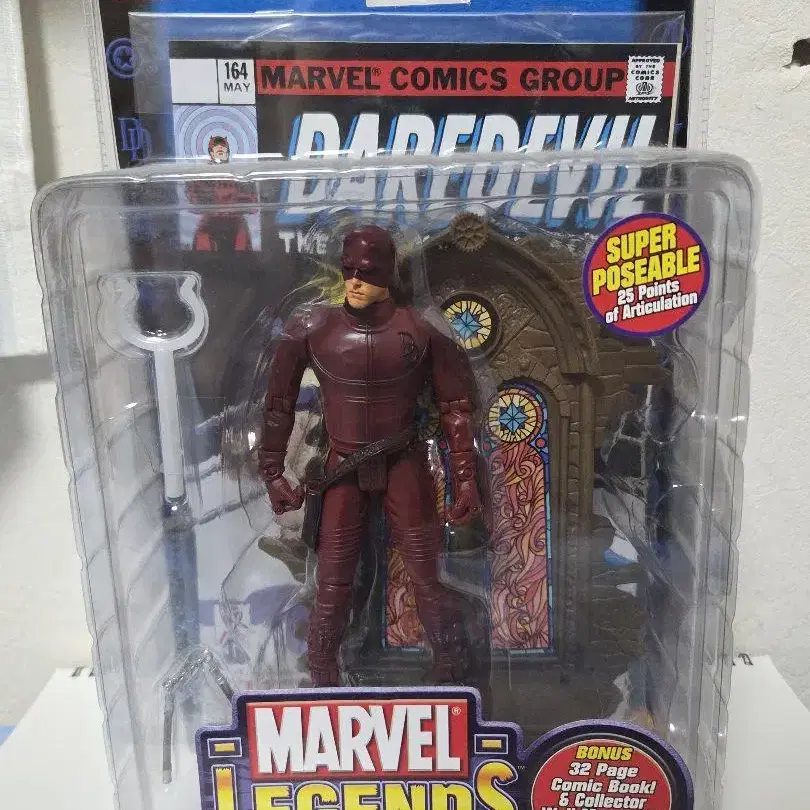 164
MAY
MARVEL® COMICS GROUP
APPROVED
BY THE
COMICS
CODE
AUTHORITY
DD
DAREDEVIL
THE
SUPER
POSEABLE
25 Points
of Articulation
MARVEL®
LEGENDS
BONUS
32 Page
Comic Book!
& Collector